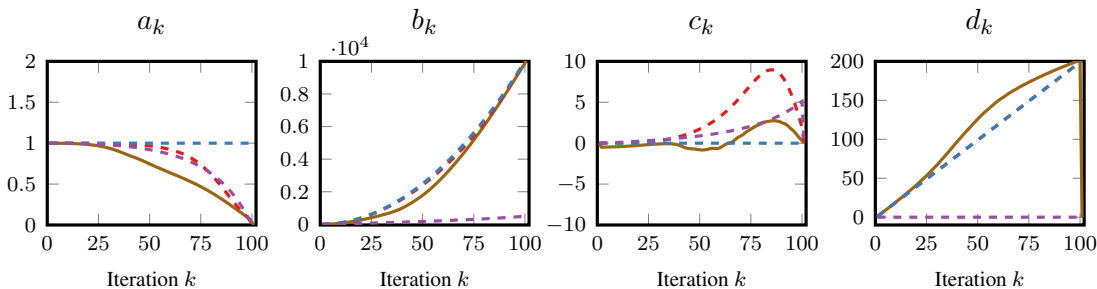 a_k b_k c_k d_k
·10^4
2 1 10 200
1.5 0.8 5 150
1 0.6 0 100
0.5 0.4 −5 50
0 0.2 −10 0
0
0 25 50 75 100 0 25 50 75 100 0 25 50 75 100 0 25 50 75 100
Iteration k Iteration k Iteration k Iteration k